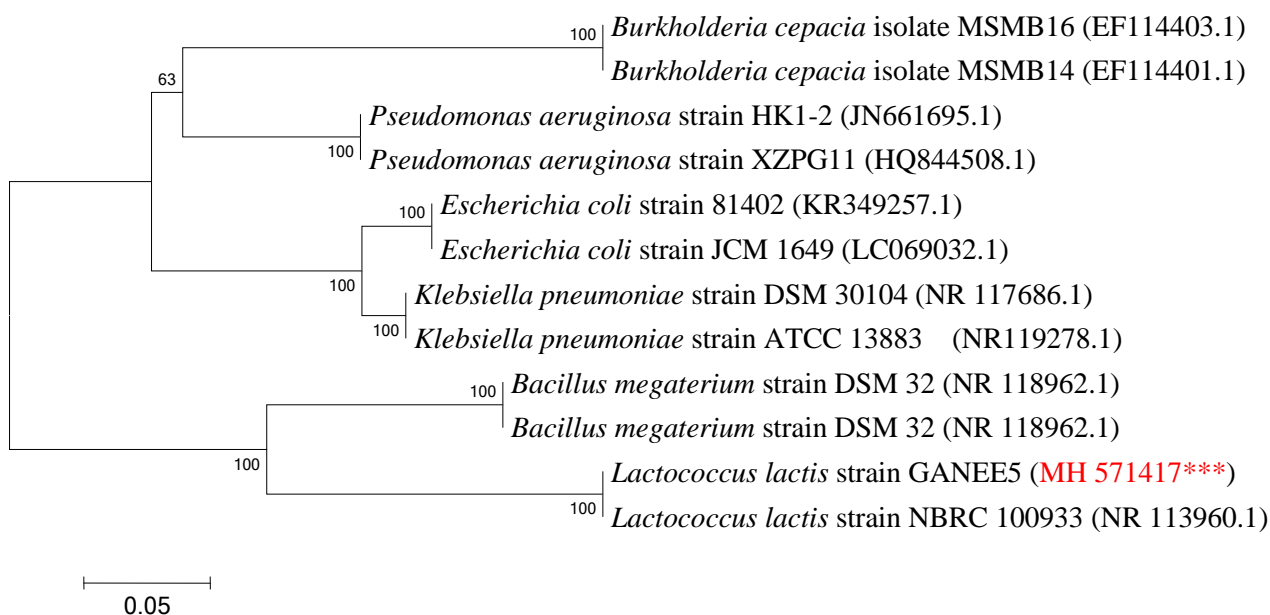 100
Burkholderia cepacia isolate MSMB16 (EF114403.1)
Burkholderia cepacia isolate MSMB14 (EF114401.1)
63
Pseudomonas aeruginosa strain HK1-2 (JN661695.1)
100
Pseudomonas aeruginosa strain XZPG11 (HQ844508.1)
100
Escherichia coli strain 81402 (KR349257.1)
Escherichia coli strain JCM 1649 (LC069032.1)
100
Klebsiella pneumoniae strain DSM 30104 (NR 117686.1)
100
Klebsiella pneumoniae strain ATCC 13883 (NR119278.1)
100
Bacillus megaterium strain DSM 32 (NR 118962.1)
Bacillus megaterium strain DSM 32 (NR 118962.1)
100
Lactococcus lactis strain GANEE5 (MH 571417***)
100
Lactococcus lactis strain NBRC 100933 (NR 113960.1)
0.05